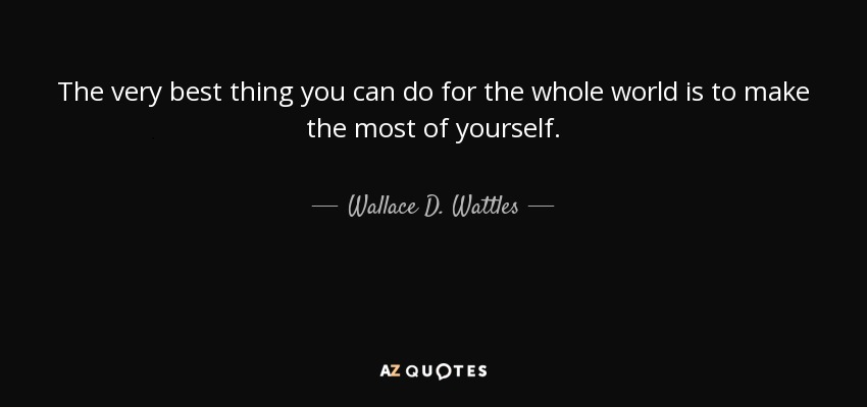 The very best thing you can do for the whole world is to make
the most of yourself.
— Wallace D. Wattles —
AZ QUOTES